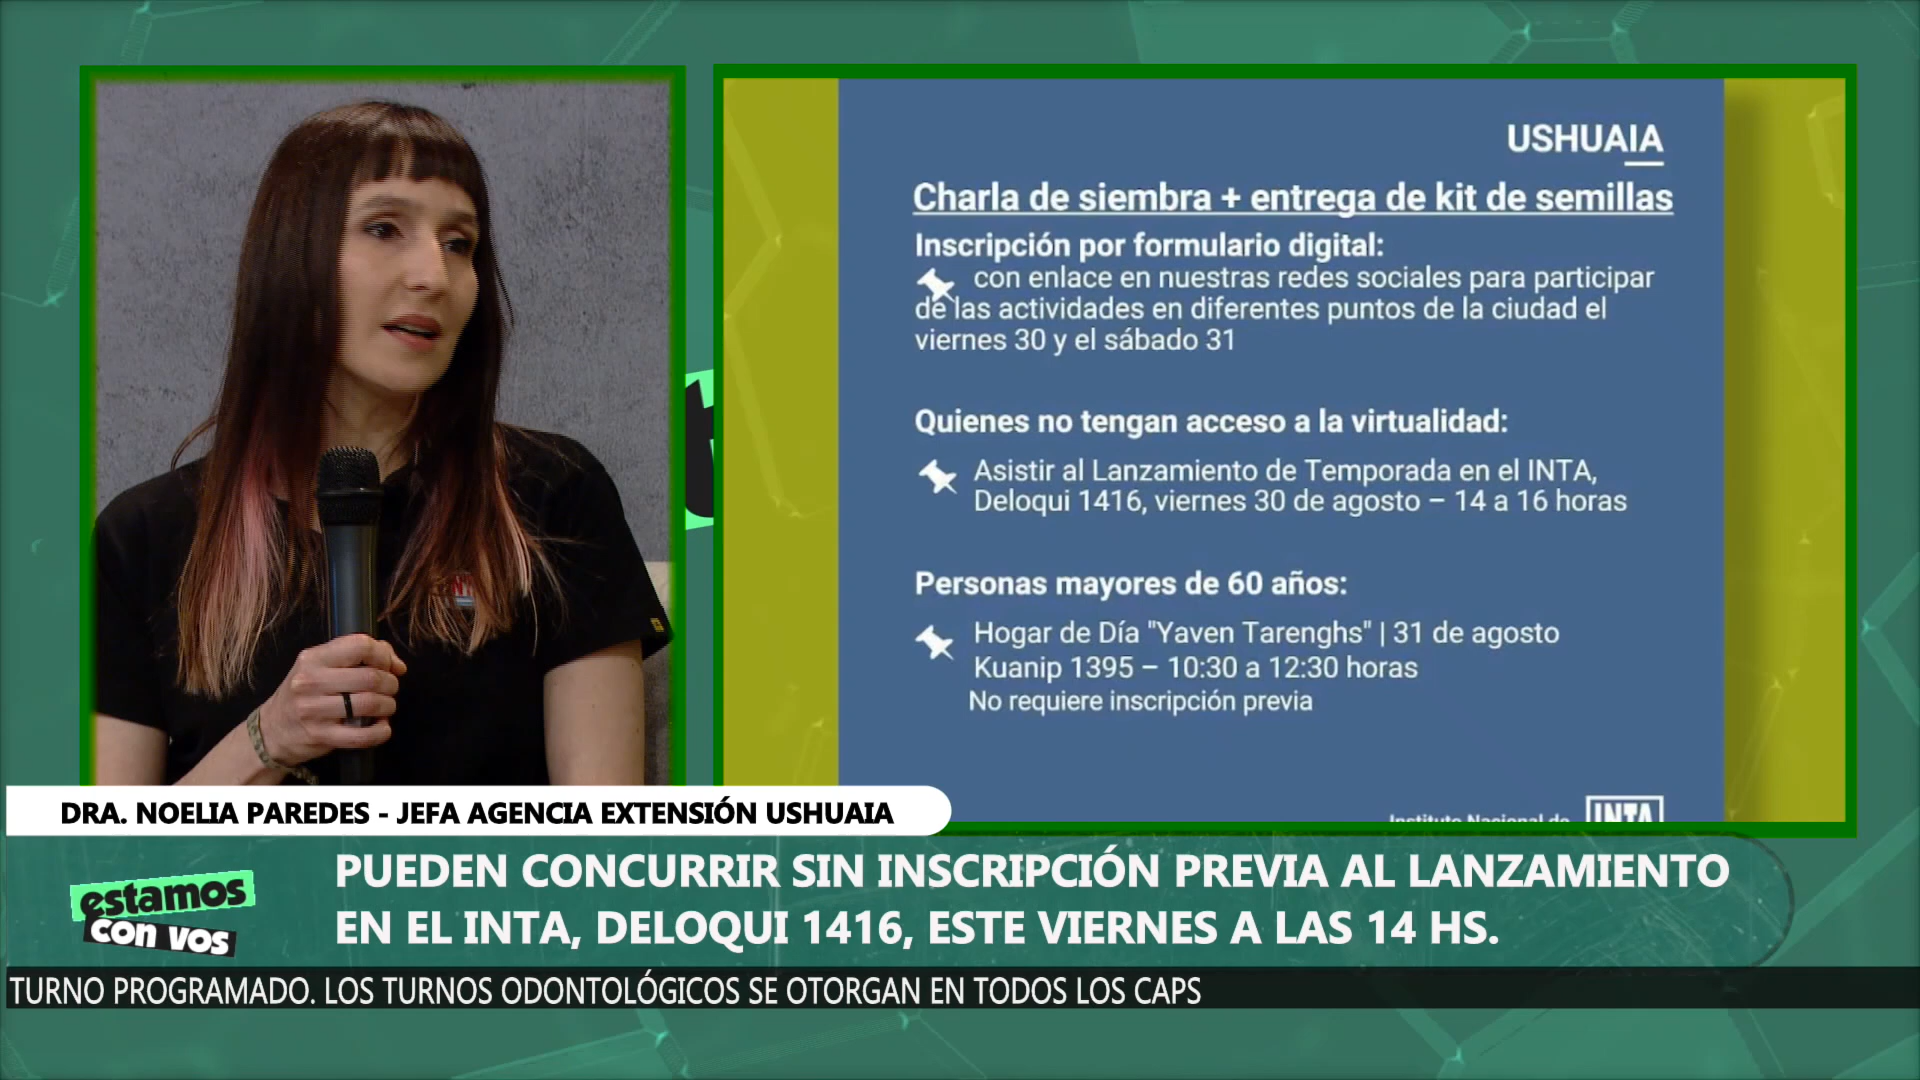 USHUAIA
Charla de siembra + entrega de kit de semillas
Inscripción por formulario digital:
con enlace en nuestras redes sociales para participar
de las actividades en diferentes puntos de la ciudad el
viernes 30 y el sábado 31
Quienes no tengan acceso a la virtualidad:
Asistir al Lanzamiento de Temporada en el INTA,
Deloqui 1416, viernes 30 de agosto – 14 a 16 horas
Personas mayores de 60 años:
Hogar de Día "Yaven Tarenghs" | 31 de agosto
Kuanip 1395 – 10:30 a 12:30 horas
No requiere inscripción previa
Instituto Nacional de
INTA
DRA. NOELIA PAREDES - JEFA AGENCIA EXTENSIÓN USHUAIA
estamos
con vos
PUEDEN CONCURRIR SIN INSCRIPCIÓN PREVIA AL LANZAMIENTO
EN EL INTA, DELOQUI 1416, ESTE VIERNES A LAS 14 HS.
TURNO PROGRAMADO. LOS TURNOS ODONTOLÓGICOS SE OTORGAN EN TODOS LOS CAPS